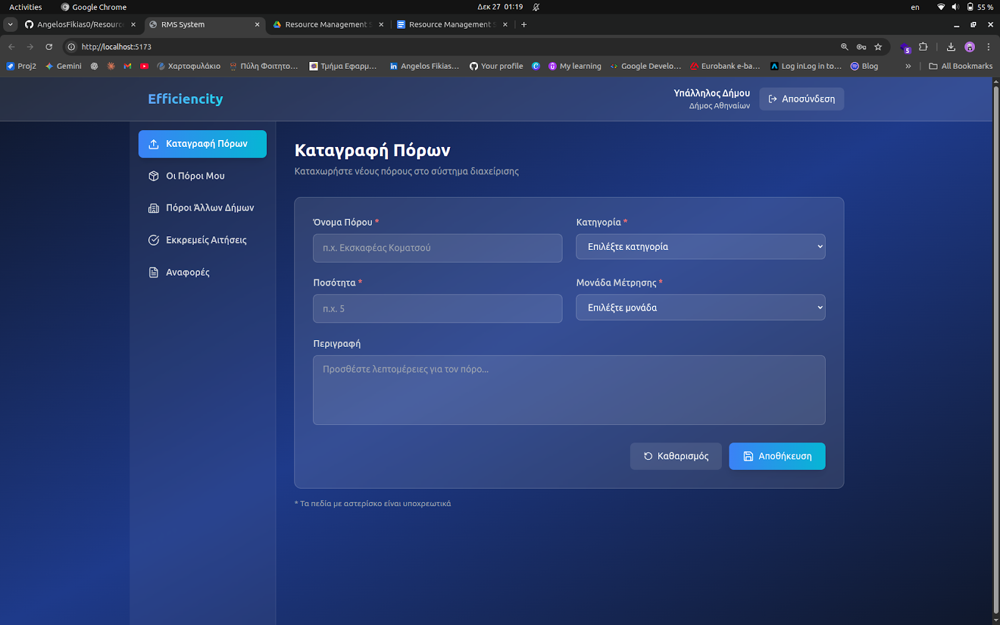 Activities Google Chrome Δεκ 27 01:19 en 55 %
AngelosFikias0/Resourc RMS System Resource Management S Resource Management S
http://localhost:5173 5
Proj2 Gemini Χαρτοφυλάκιο Πύλη Φοιτητο... Τμήμα Εφαρμ... Angelos Fikias... Your profile My learning Google Develo... Eurobank e-ba... Log inLog in to... Blog » All Bookmarks
Efficiencity
Υπάλληλος Δήμου
Δήμος Αθηναίων
Αποσύνδεση
Καταγραφή Πόρων
Οι Πόροι Μου
Πόροι Άλλων Δήμων
Εκκρεμείς Αιτήσεις
Αναφορές
Καταγραφή Πόρων
Καταχωρήστε νέους πόρους στο σύστημα διαχείρισης
Όνομα Πόρου * Κατηγορία *
π.χ. Εκσκαφέας Κοματσού Επιλέξτε κατηγορία
Ποσότητα * Μονάδα Μέτρησης *
π.χ. 5 Επιλέξτε μονάδα
Περιγραφή
Προσθέστε λεπτομέρειες για τον πόρο...
Καθαρισμός Αποθήκευση
* Τα πεδία με αστερίσκο είναι υποχρεωτικά